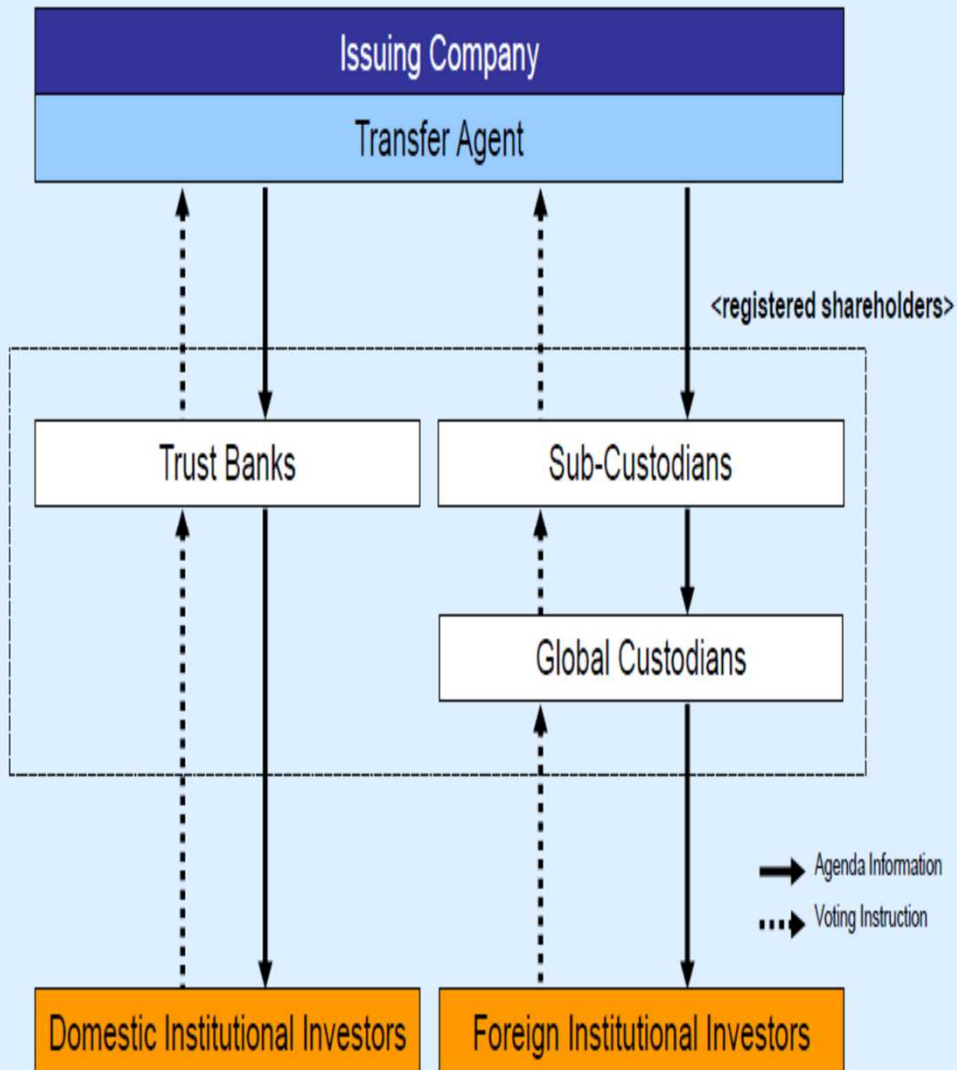 Issuing Company
Transfer Agent
<registered shareholders>
Trust Banks
Sub-Custodians
Global Custodians
Agenda Information
Voting Instruction
Domestic Institutional Investors
Foreign Institutional Investors